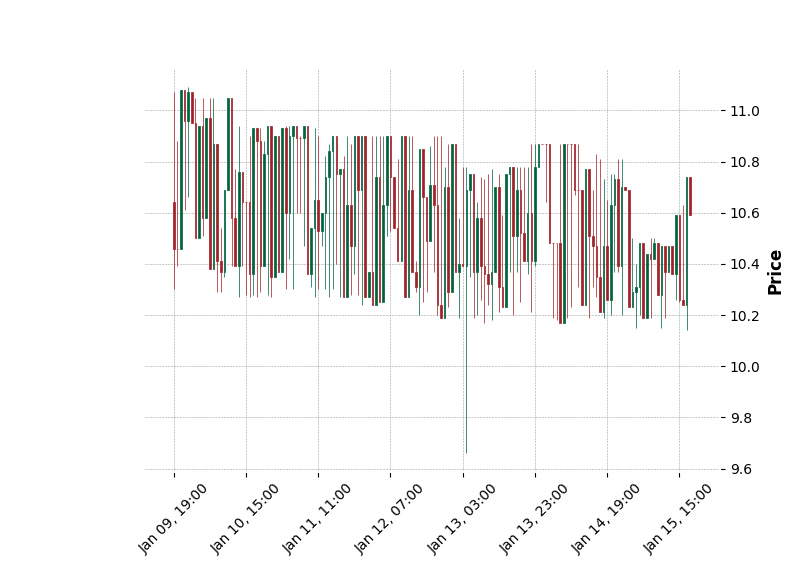 11.0
10.8
10.6
10.4
10.2
10.0
9.8
9.6
Price
Jan 09, 19:00
Jan 10, 15:00
Jan 11, 11:00
Jan 12, 07:00
Jan 13, 03:00
Jan 13, 23:00
Jan 14, 19:00
Jan 15, 15:00